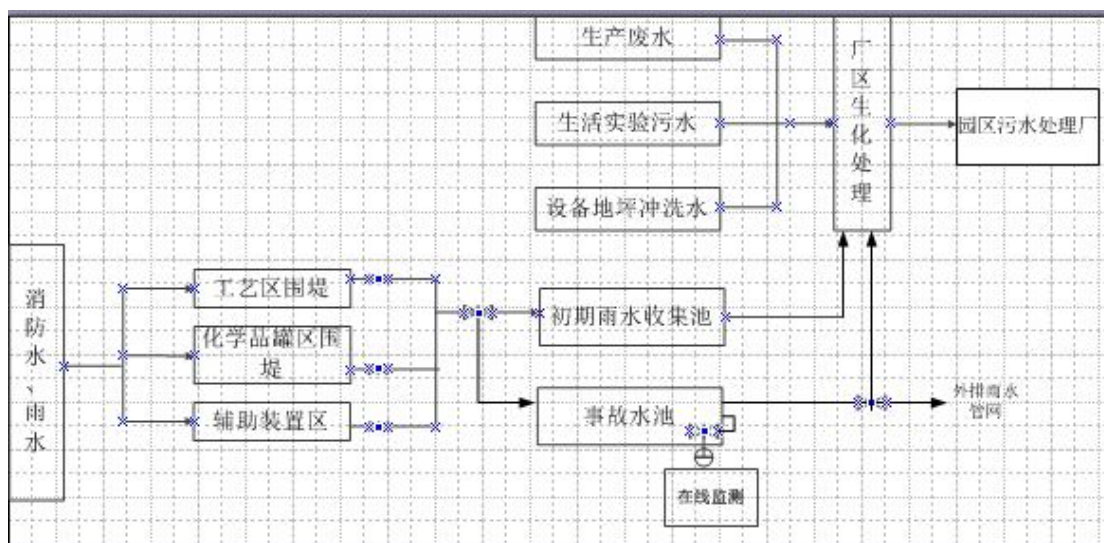 生产废水
厂区生化处理
生活实验污水
园区污水处理厂
设备地坪冲洗水
消防水、雨水
工艺区围堤
化学品罐区围
堤
辅助装置区
初期雨水收集池
事故水池
外排雨水
管网
在线监测